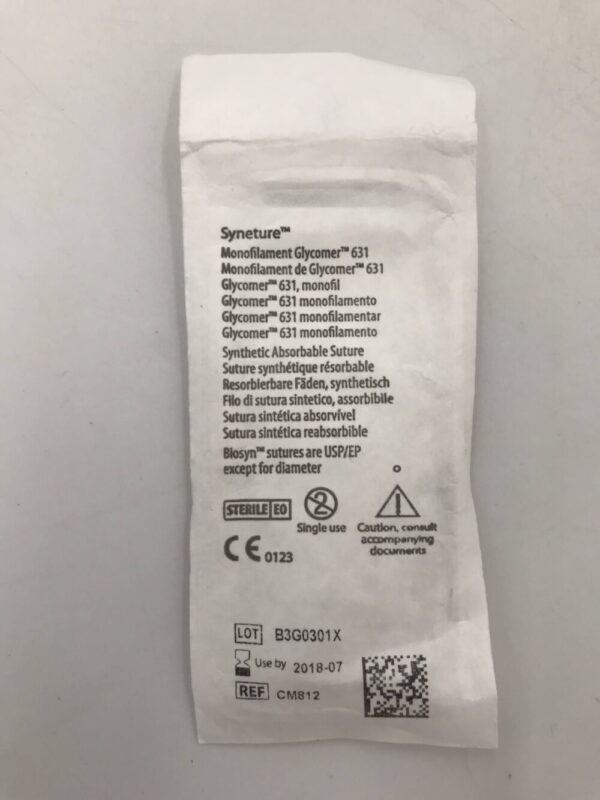 Syneture™
Monofilament Glycomer™ 631
Monofilament de Glycomer™ 631
Glycomer™ 631, monofil
Glycomer™ 631 monofilamento
Glycomer™ 631 monofilamentar
Glycomer™ 631 monofilamento
Synthetic Absorbable Suture
Suture synthétique résorbable
Resorbierbare Fäden, synthetisch
Filo di sutura sintetico, assorbibile
Sutura sintética absorvível
Sutura sintética reabsorbible
Biosyn™ sutures are USP/EP
except for diameter
STERILE EO
2
Single use
Caution, consult
accompanying
documents
CE 0123
LOT B3G0301X
Use by 2018-07
REF CM812